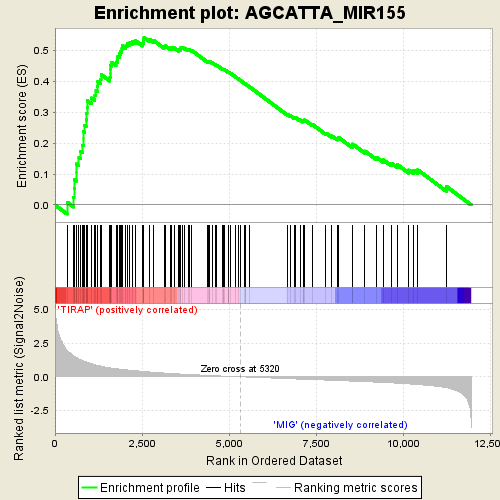 Enrichment plot: AGCATTA_MIR155
Enrichment score (ES)
0.5
0.4
0.3
0.2
0.1
0.0
Ranked list metric (Signal2Noise)
5.0
2.5
0.0
-2.5
'TIRAP' (positively correlated)
Zero cross at 5320
'MIG' (negatively correlated)
0
2,500
5,000
7,500
10,000
12,500
Rank in Ordered Dataset
Enrichment profile
Hits
Ranking metric scores